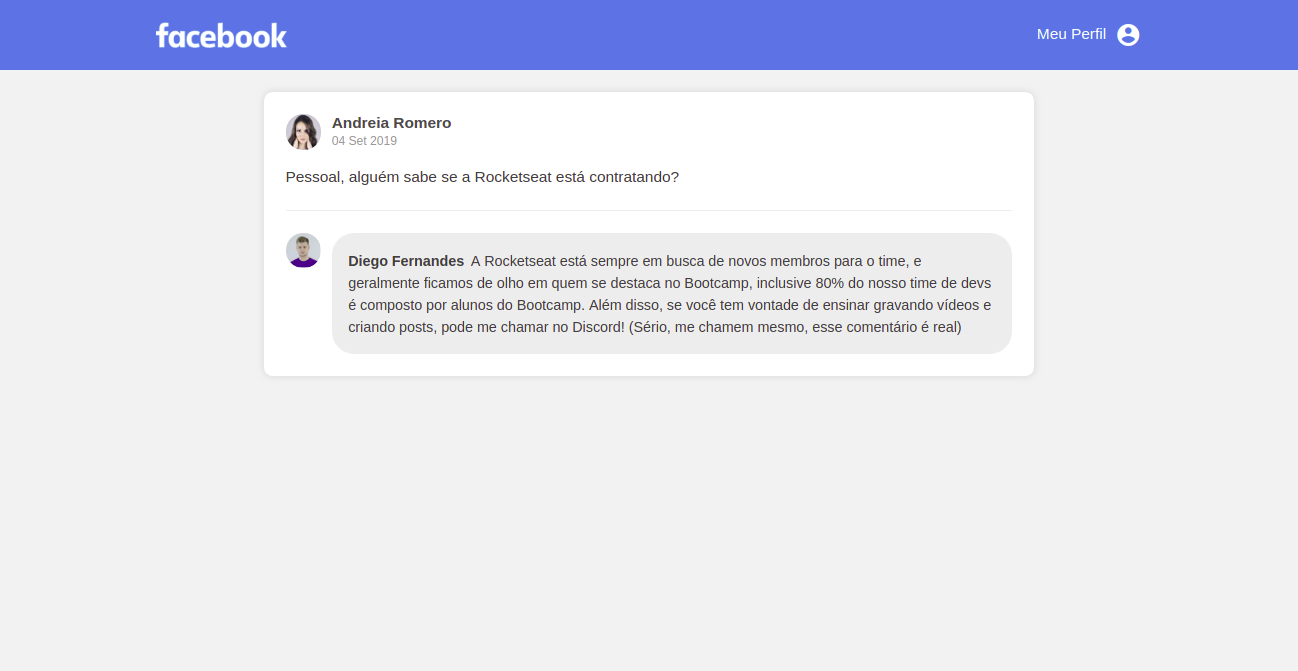 facebook
Meu Perfil
Andreia Romero
04 Set 2019
Pessoal, alguém sabe se a Rocketseat está contratando?
Diego Fernandes A Rocketseat está sempre em busca de novos membros para o time, e
geralmente ficamos de olho em quem se destaca no Bootcamp, inclusive 80% do nosso time de devs
é composto por alunos do Bootcamp. Além disso, se você tem vontade de ensinar gravando vídeos e
criando posts, pode me chamar no Discord! (Sério, me chamem mesmo, esse comentário é real)